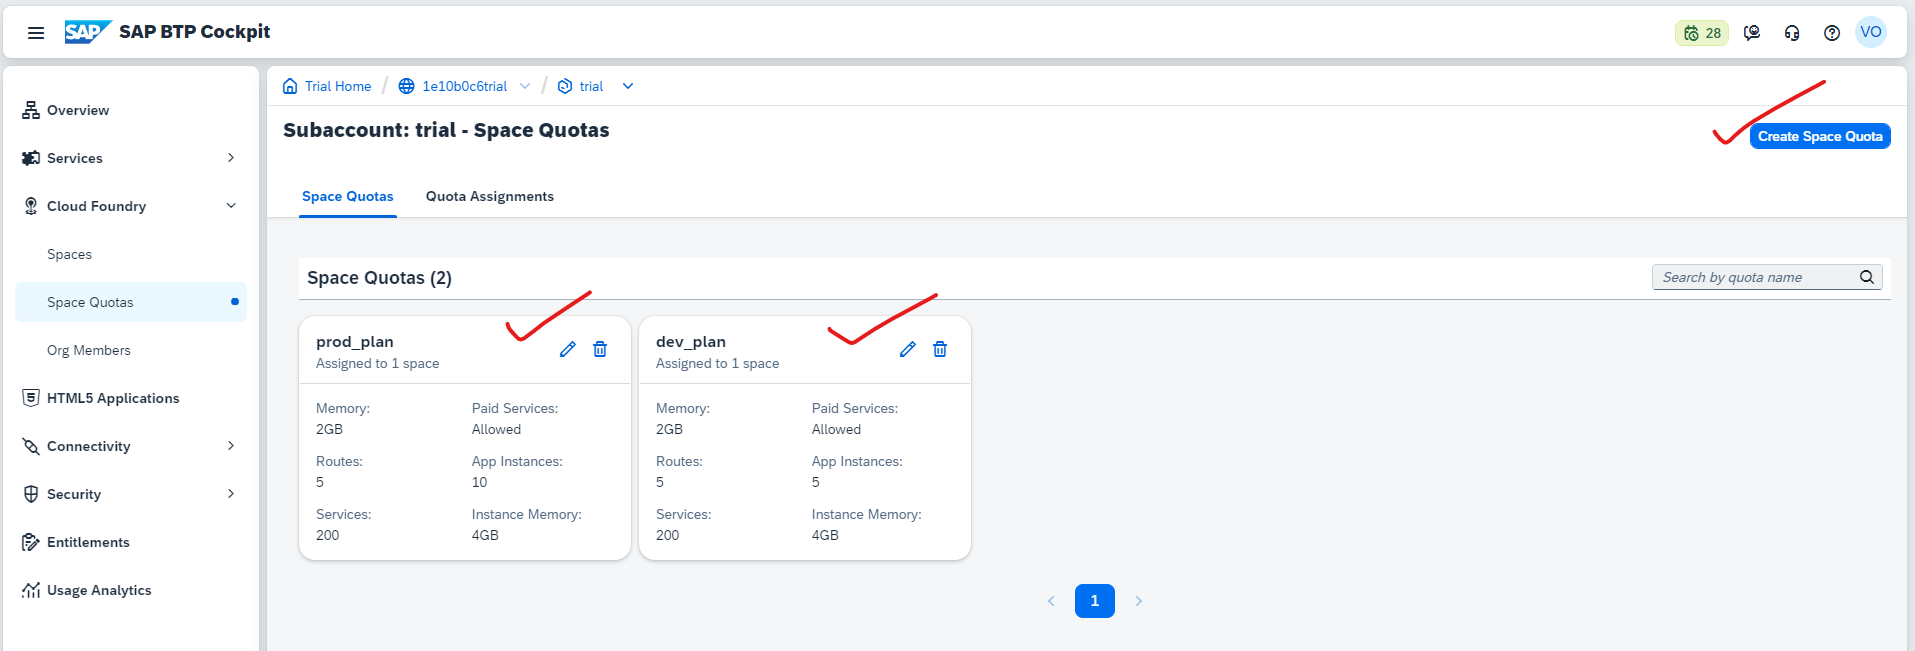 SAP SAP BTP Cockpit
28
VO
Overview
Services
Cloud Foundry
Spaces
Space Quotas
Org Members
HTML5 Applications
Connectivity
Security
Entitlements
Usage Analytics
Trial Home / 1e10b0c6trial / trial
Subaccount: trial - Space Quotas
Create Space Quota
Space Quotas Quota Assignments
Space Quotas (2)
Search by quota name
prod_plan
Assigned to 1 space
Memory: Paid Services:
2GB Allowed
Routes: App Instances:
5 10
Services: Instance Memory:
200 4GB
dev_plan
Assigned to 1 space
Memory: Paid Services:
2GB Allowed
Routes: App Instances:
5 5
Services: Instance Memory:
200 4GB
1